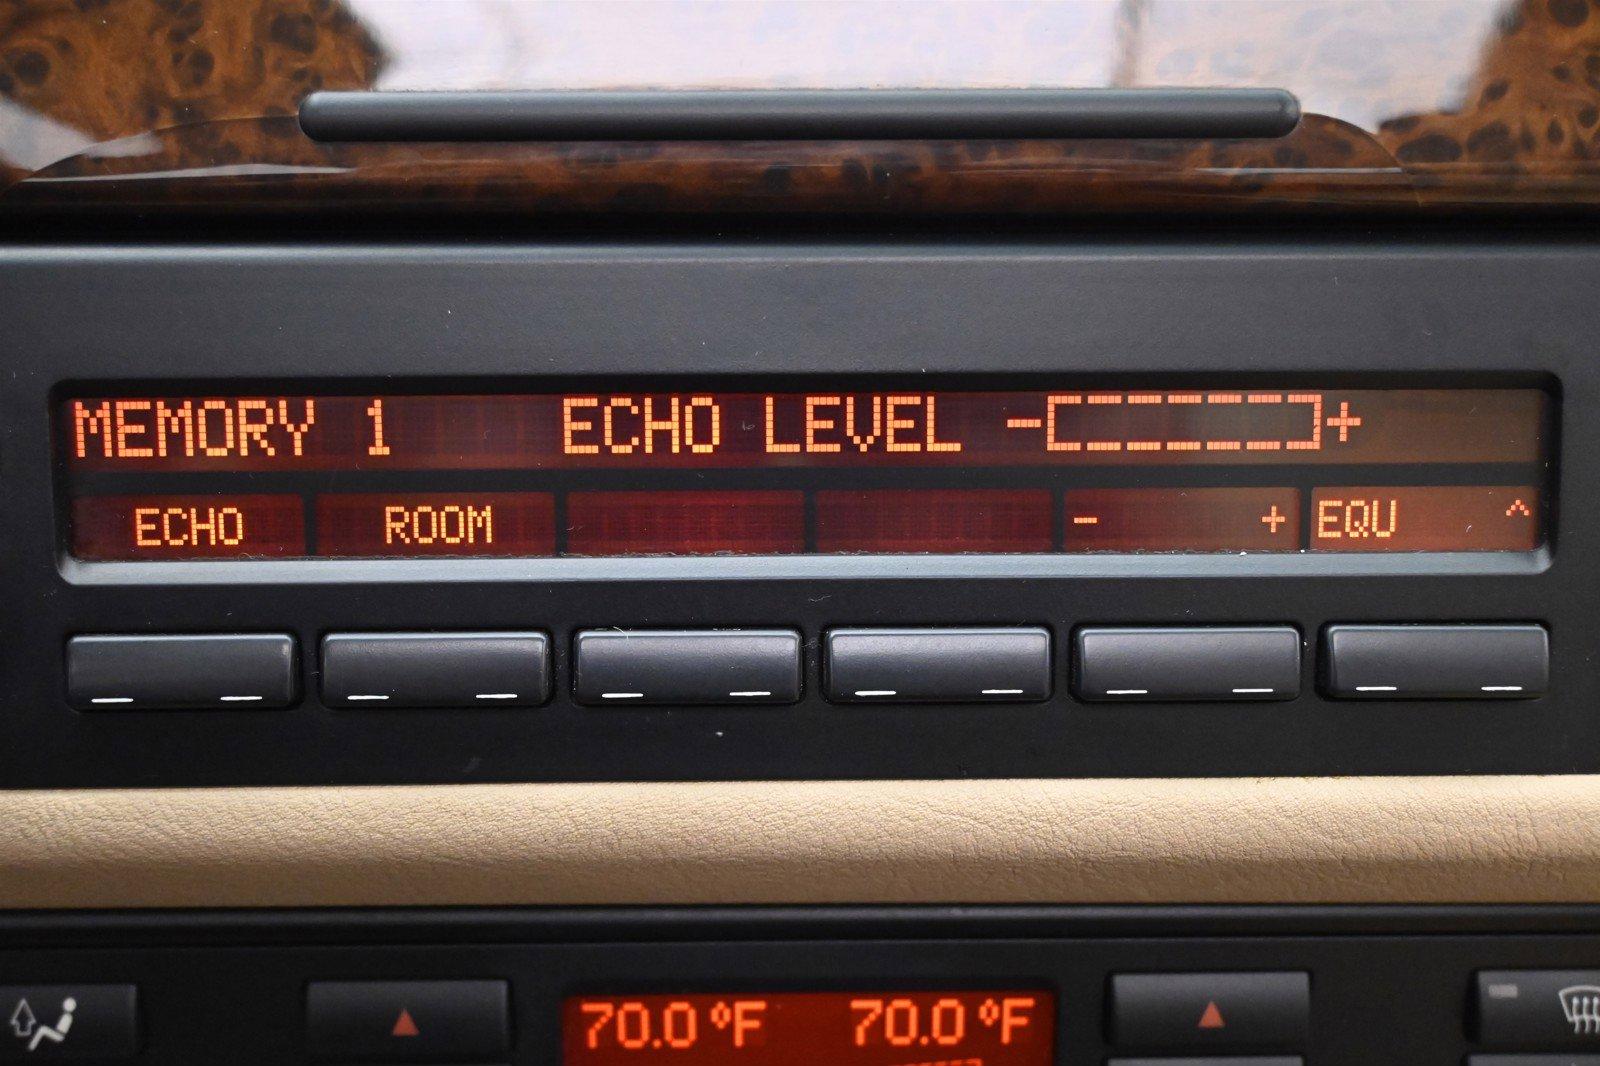 MEMORY 1 ECHO LEVEL - +
ECHO ROOM - + EQU ^
70.0 °F 70.0 °F